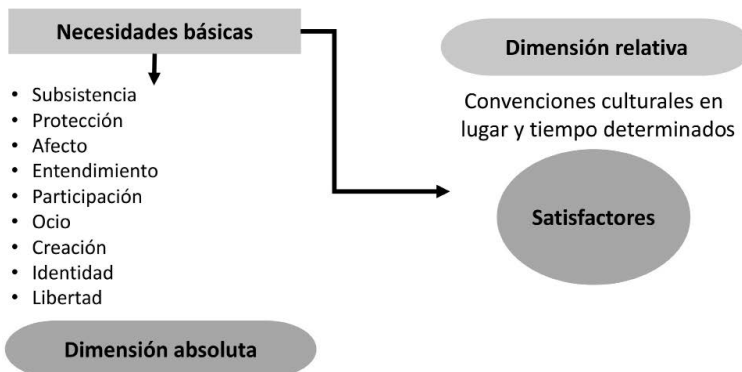 Necesidades básicas
• Subsistencia
• Protección
• Afecto
• Entendimiento
• Participación
• Ocio
• Creación
• Identidad
• Libertad
Dimensión absoluta
Dimensión relativa
Convenciones culturales en
lugar y tiempo determinados
Satisfactores